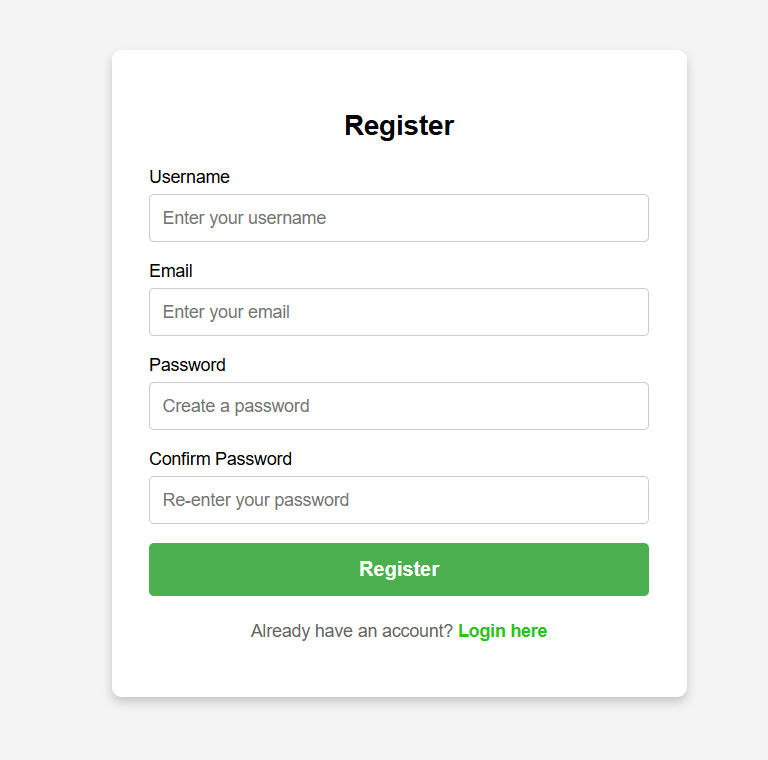 Register
Username
Enter your username
Email
Enter your email
Password
Create a password
Confirm Password
Re-enter your password
Register
Already have an account? Login here